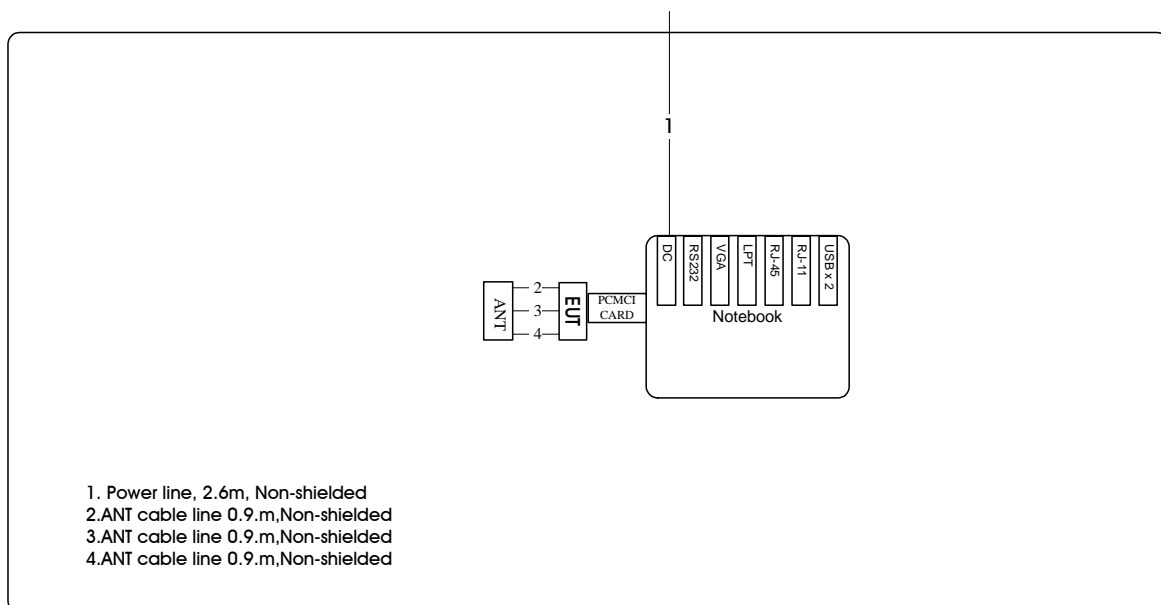 1
DC
RS232
VGA
LPT
RJ-45
RJ-11
USB x 2
Notebook
ANT
2
3
4
EUT
PCMCI
CARD
1. Power line, 2.6m, Non-shielded
2.ANT cable line 0.9.m,Non-shielded
3.ANT cable line 0.9.m,Non-shielded
4.ANT cable line 0.9.m,Non-shielded